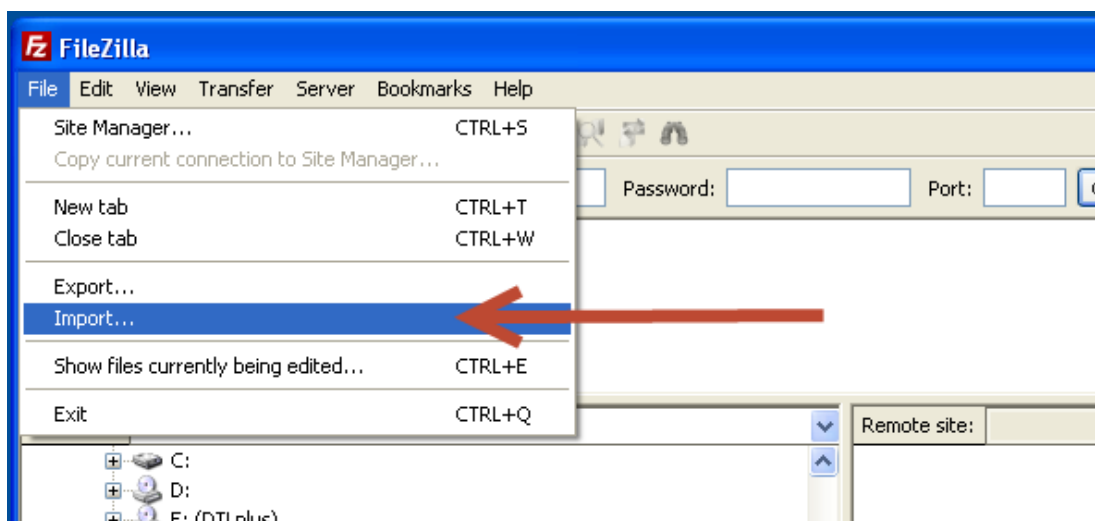 FileZilla
File Edit View Transfer Server Bookmarks Help
Site Manager... CTRL+S
Copy current connection to Site Manager...
Password: Port:
New tab CTRL+T
Close tab CTRL+W
Export...
Import...
Show files currently being edited... CTRL+E
Exit CTRL+Q
Remote site:
C:
D: